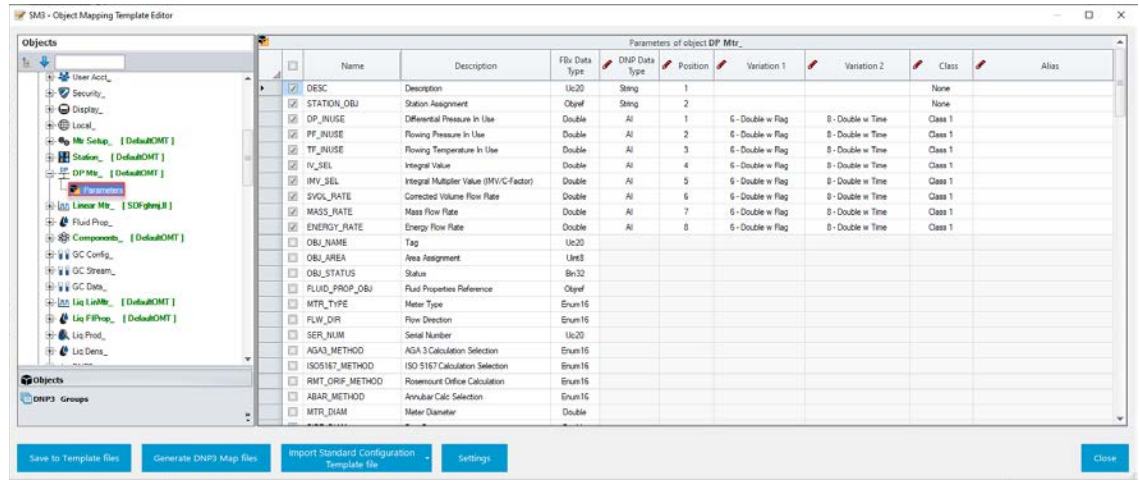 SM3 - Object Mapping Template Editor
Objects
User Acct_
Security_
Display_
Local_
Mtr Setup_ [ DefaultOMT ]
Station_ [ DefaultOMT ]
DP Mtr_ [ DefaultOMT ]
Parameters
Linear Mtr_
Fluid Prop_
Components_ [ DefaultOMT ]
GC Config_
GC Stream_
GC Data_
Liq LinMtr_ [ DefaultOMT ]
Liq FlProp_ [ DefaultOMT ]
Liq Prod_
Liq Dens_
Objects
DNP3 Groups
Parameters of object DP Mtr_
Name Description FBx Data Type DNP Data Type Position Variation 1 Variation 2 Class Alias
DESC Description Uc20 String 1 None
STATION_OBJ Station Assignment Objref String 2 None
DP_INUSE Differential Pressure In Use Double AI 1 6 - Double w Flag 8 - Double w Time Class 1
PF_INUSE Flowing Pressure In Use Double AI 2 6 - Double w Flag 8 - Double w Time Class 1
TF_INUSE Flowing Temperature In Use Double AI 3 6 - Double w Flag 8 - Double w Time Class 1
IV_SEL Integral Value Double AI 4 6 - Double w Flag 8 - Double w Time Class 1
IMV_SEL Integral Multiplier Value (IMV/C-Factor) Double AI 5 6 - Double w Flag 8 - Double w Time Class 1
SVOL_RATE Corrected Volume Flow Rate Double AI 6 6 - Double w Flag 8 - Double w Time Class 1
MASS_RATE Mass Flow Rate Double AI 7 6 - Double w Flag 8 - Double w Time Class 1
ENERGY_RATE Energy Flow Rate Double AI 8 6 - Double w Flag 8 - Double w Time Class 1
OBJ_NAME Tag Uc20
OBJ_AREA Area Assignment Uint8
OBJ_STATUS Status Bin32
FLUID_PROP_OBJ Fluid Properties Reference Objref
MTR_TYPE Meter Type Enum16
FLW_DIR Flow Direction Enum16
SER_NUM Serial Number Uc20
AGA3_METHOD AGA 3 Calculation Selection Enum16
ISO5167_METHOD ISO 5167 Calculation Selection Enum16
RMT_ORIF_METHOD Rosemount Orifice Calculation Enum16
ABAR_METHOD Annubar Calc Selection Enum16
MTR_DIAM Meter Diameter Double
Save to Template files
Generate DNP3 Map files
Import Standard Configuration
Template file
Settings
Close